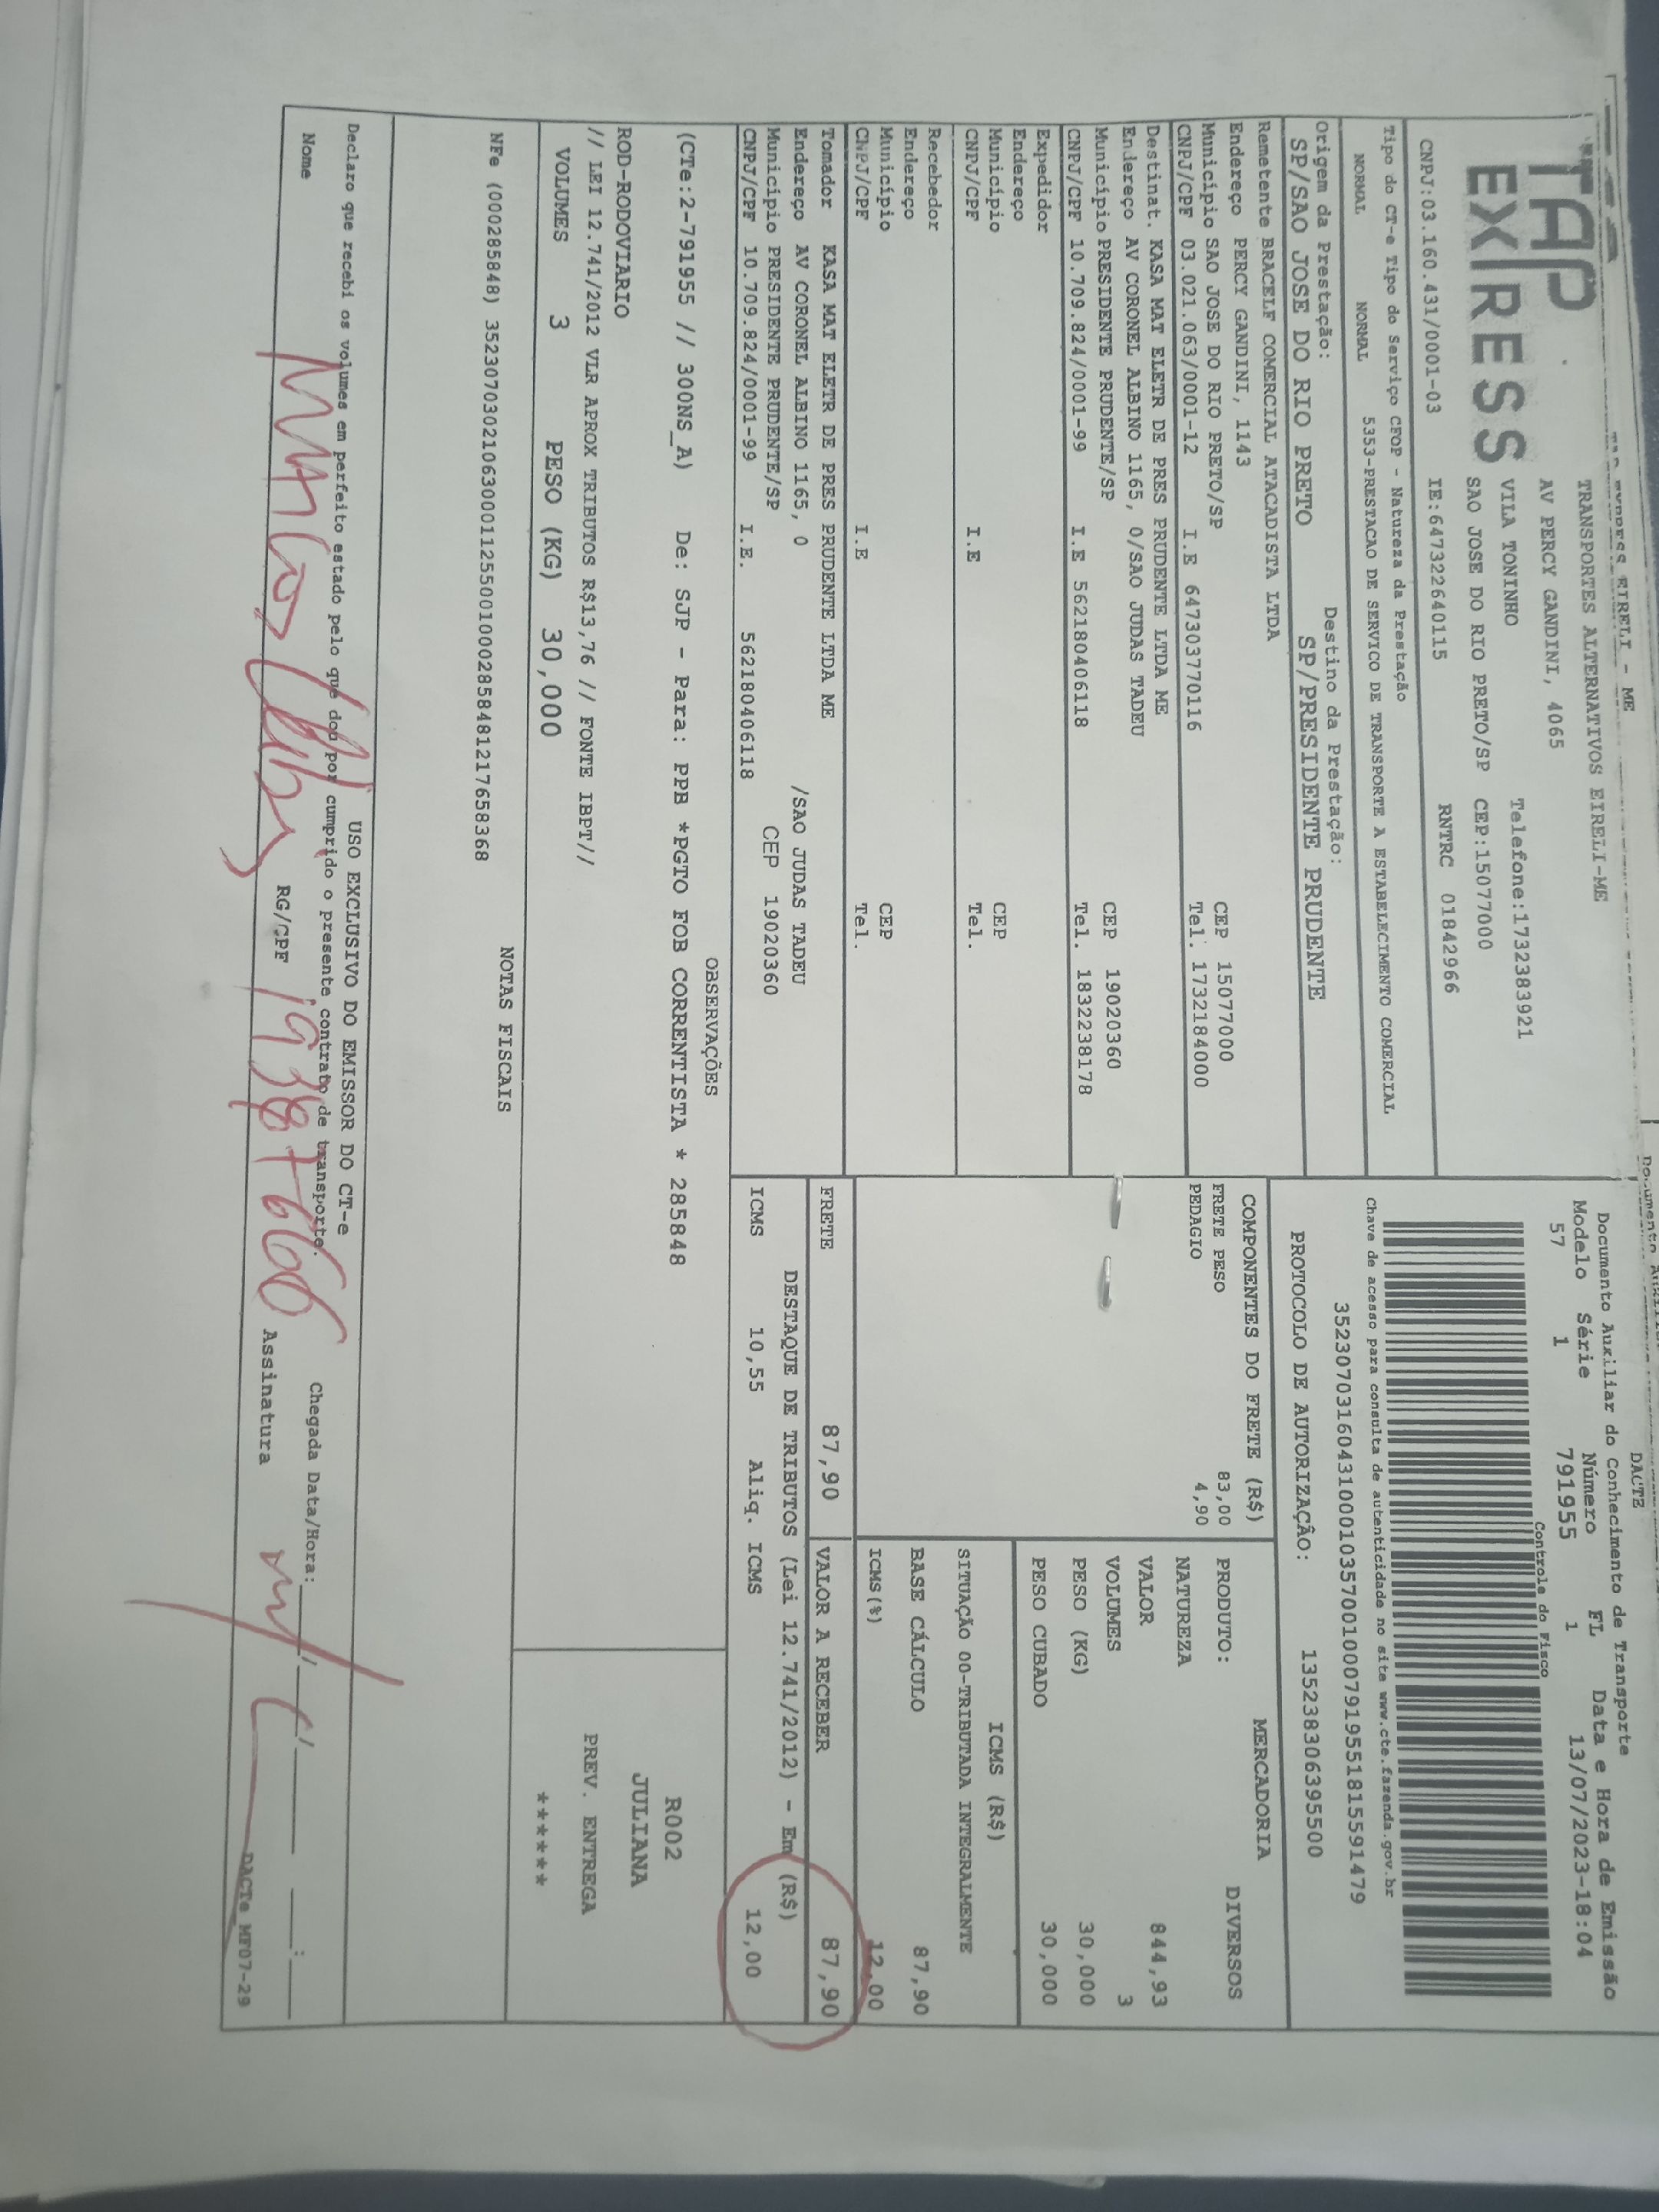 TAP
EXPRESS
TRANSPORTES ALTERNATIVOS EIRELI-ME
AV PERCY GANDINI, 4065
VILA TONINHO Telefone:1732383921
SAO JOSE DO RIO PRETO/SP CEP:15077000
CNPJ:03.160.431/0001-03 IE:647322640115 RNTRC 01842966
Tipo do CT-e Tipo do Serviço CFOP - Natureza da Prestação
NORMAL NORMAL 5353-PRESTACAO DE SERVICO DE TRANSPORTE A ESTABELECIMENTO COMERCIAL
Origem da Prestação: Destino da Prestação:
SP/SAO JOSE DO RIO PRETO SP/PRESIDENTE PRUDENTE
DACTE
Documento Auxiliar do Conhecimento de Transporte
Modelo Série Número FL Data e Hora de Emissão
57 1 791955 1 13/07/2023-18:04
Controle do Fisco
Chave de acesso para consulta de autenticidade no site www.cte.fazenda.gov.br
35230703160431000103570010007919551815591479
PROTOCOLO DE AUTORIZAÇÃO: 135238306395500
Remetente BRACELF COMERCIAL ATACADISTA LTDA
Endereço PERCY GANDINI, 1143
Município SAO JOSE DO RIO PRETO/SP CEP 15077000
CNPJ/CPF 03.021.063/0001-12 I.E 647303770116 Tel. 1732184000
Destinat. KASA MAT ELETR DE PRES PRUDENTE LTDA ME
Endereço AV CORONEL ALBINO 1165, 0/SAO JUDAS TADEU
Município PRESIDENTE PRUDENTE/SP CEP 19020360
CNPJ/CPF 10.709.824/0001-99 I.E 562180406118 Tel. 1832238178
Expedidor
Endereço
Município CEP
CNPJ/CPF I.E Tel.
Recebedor
Endereço
Município CEP
CNPJ/CPF I.E Tel.
Tomador KASA MAT ELETR DE PRES PRUDENTE LTDA ME
Endereço AV CORONEL ALBINO 1165, 0 /SAO JUDAS TADEU
Município PRESIDENTE PRUDENTE/SP CEP 19020360
CNPJ/CPF 10.709.824/0001-99 I.E. 562180406118
COMPONENTES DO FRETE (R$)
FRETE PESO 83,00
PEDAGIO 4,90
MERCADORIA
PRODUTO: DIVERSOS
NATUREZA
VALOR 844,93
VOLUMES 3
PESO (KG) 30,000
PESO CUBADO 30,000
ICMS (R$)
SITUAÇÃO 00-TRIBUTADA INTEGRALMENTE
BASE CÁLCULO 87,90
ICMS(%) 12,00
FRETE 87,90 VALOR A RECEBER 87,90
DESTAQUE DE TRIBUTOS (Lei 12.741/2012) - Em (R$)
ICMS 10,55 Aliq. ICMS 12,00
OBSERVAÇÕES
(CTe:2-791955 // 300NS_A) De: SJP - Para: PPB *PGTO FOB CORRENTISTA * 285848
ROD-RODOVIARIO
// LEI 12.741/2012 VLR APROX TRIBUTOS R$13,76 // FONTE IBPT//
VOLUMES 3 PESO (KG) 30,000
R002
JULIANA
PREV. ENTREGA
******
NOTAS FISCAIS
NFe (000285848) 35230703021063000112550010002858481217658368
USO EXCLUSIVO DO EMISSOR DO CT-e
Declaro que recebi os volumes em perfeito estado pelo que dou por cumprido o presente contrato de transporte.
Nome RG/CPF Assinatura Chegada Data/Hora:
DACTe MF07-29